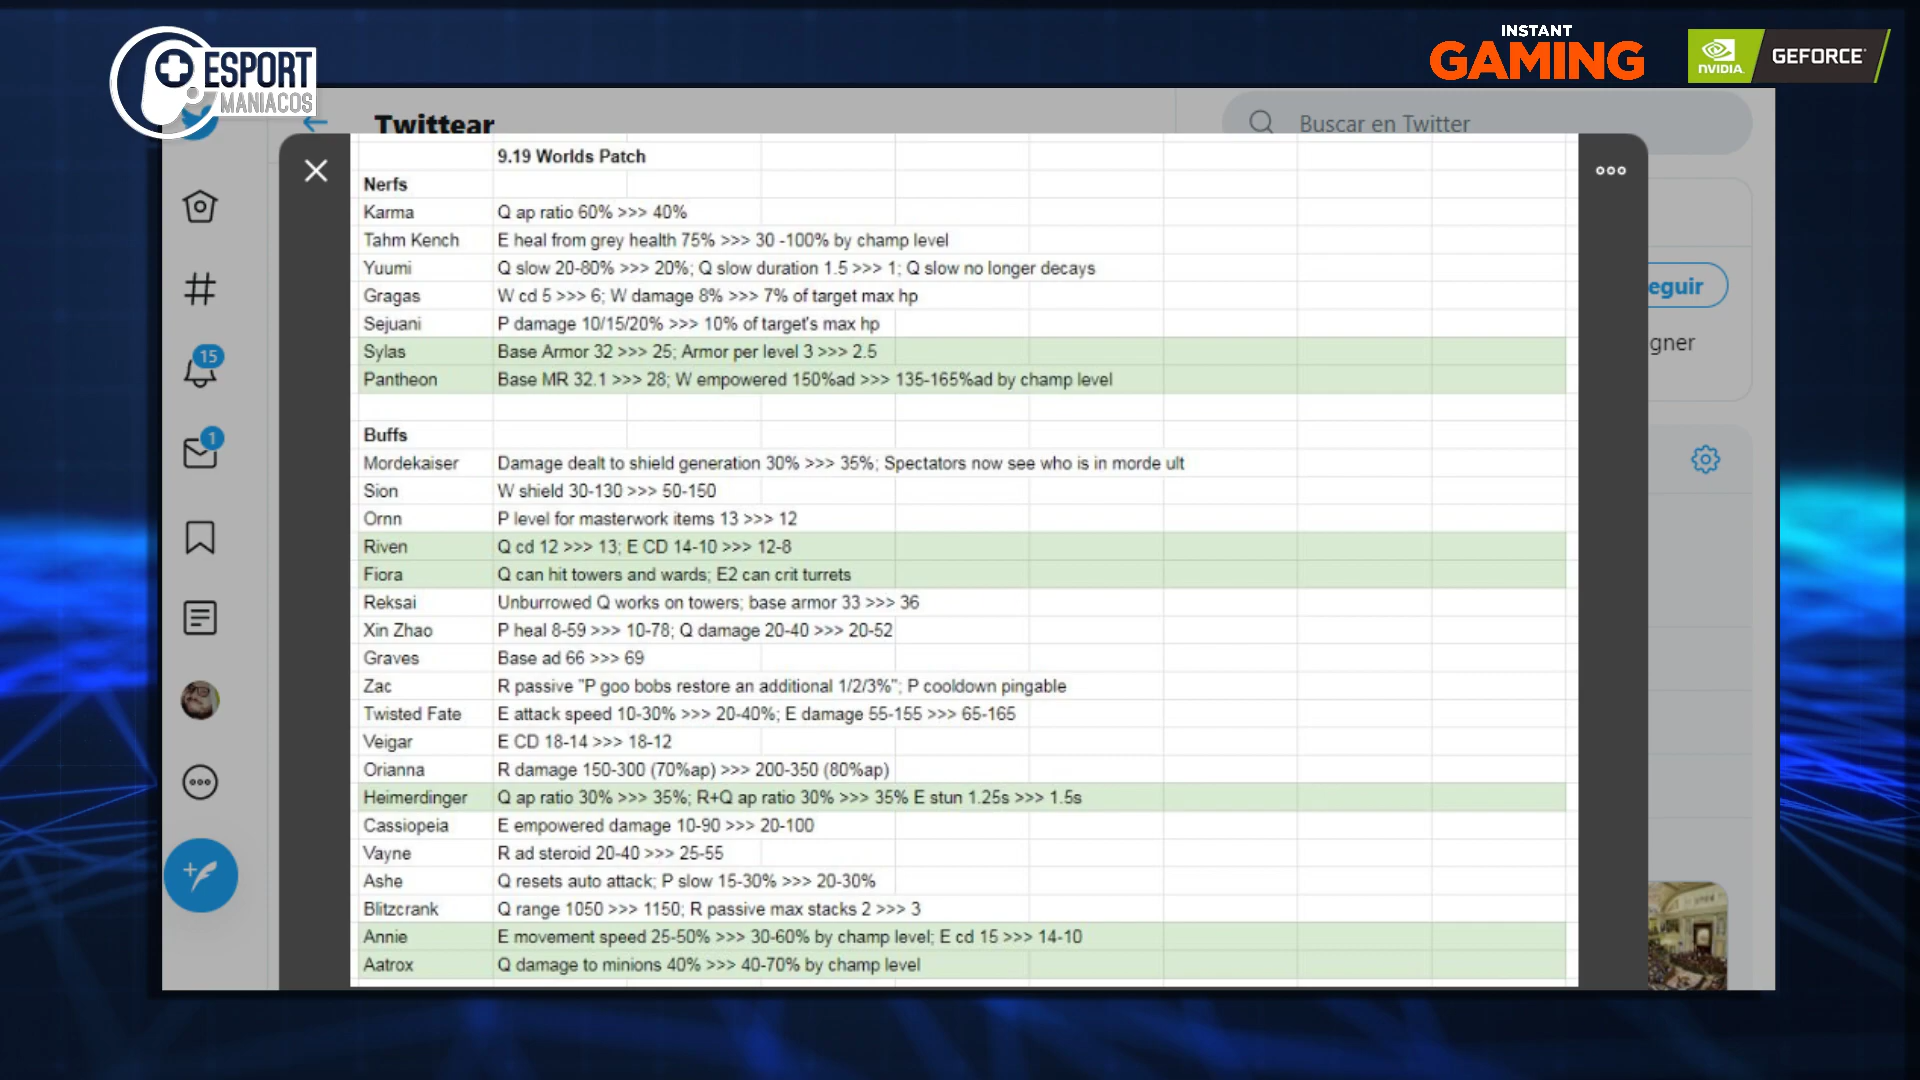 ESPORT
MANIACOS
INSTANT
GAMING
NVIDIA.
GEFORCE
Twittear
Buscar en Twitter
9.19 Worlds Patch
Nerfs
Karma Q ap ratio 60% >>> 40%
Tahm Kench E heal from grey health 75% >>> 30 -100% by champ level
Yuumi Q slow 20-80% >>> 20%; Q slow duration 1.5 >>> 1; Q slow no longer decays
Gragas W cd 5 >>> 6; W damage 8% >>> 7% of target max hp
Sejuani P damage 10/15/20% >>> 10% of target's max hp
Sylas Base Armor 32 >>> 25; Armor per level 3 >>> 2.5
Pantheon Base MR 32.1 >>> 28; W empowered 150%ad >>> 135-165%ad by champ level
Buffs
Mordekaiser Damage dealt to shield generation 30% >>> 35%; Spectators now see who is in morde ult
Sion W shield 30-130 >>> 50-150
Ornn P level for masterwork items 13 >>> 12
Riven Q cd 12 >>> 13; E CD 14-10 >>> 12-8
Fiora Q can hit towers and wards; E2 can crit turrets
Reksai Unburrowed Q works on towers; base armor 33 >>> 36
Xin Zhao P heal 8-59 >>> 10-78; Q damage 20-40 >>> 20-52
Graves Base ad 66 >>> 69
Zac R passive "P goo bobs restore an additional 1/2/3%"; P cooldown pingable
Twisted Fate E attack speed 10-30% >>> 20-40%; E damage 55-155 >>> 65-165
Veigar E CD 18-14 >>> 18-12
Orianna R damage 150-300 (70%ap) >>> 200-350 (80%ap)
Heimerdinger Q ap ratio 30% >>> 35%; R+Q ap ratio 30% >>> 35% E stun 1.25s >>> 1.5s
Cassiopeia E empowered damage 10-90 >>> 20-100
Vayne R ad steroid 20-40 >>> 25-55
Ashe Q resets auto attack; P slow 15-30% >>> 20-30%
Blitzcrank Q range 1050 >>> 1150; R passive max stacks 2 >>> 3
Annie E movement speed 25-50% >>> 30-60% by champ level; E cd 15 >>> 14-10
Aatrox Q damage to minions 40% >>> 40-70% by champ level
15
1
eguir
gner